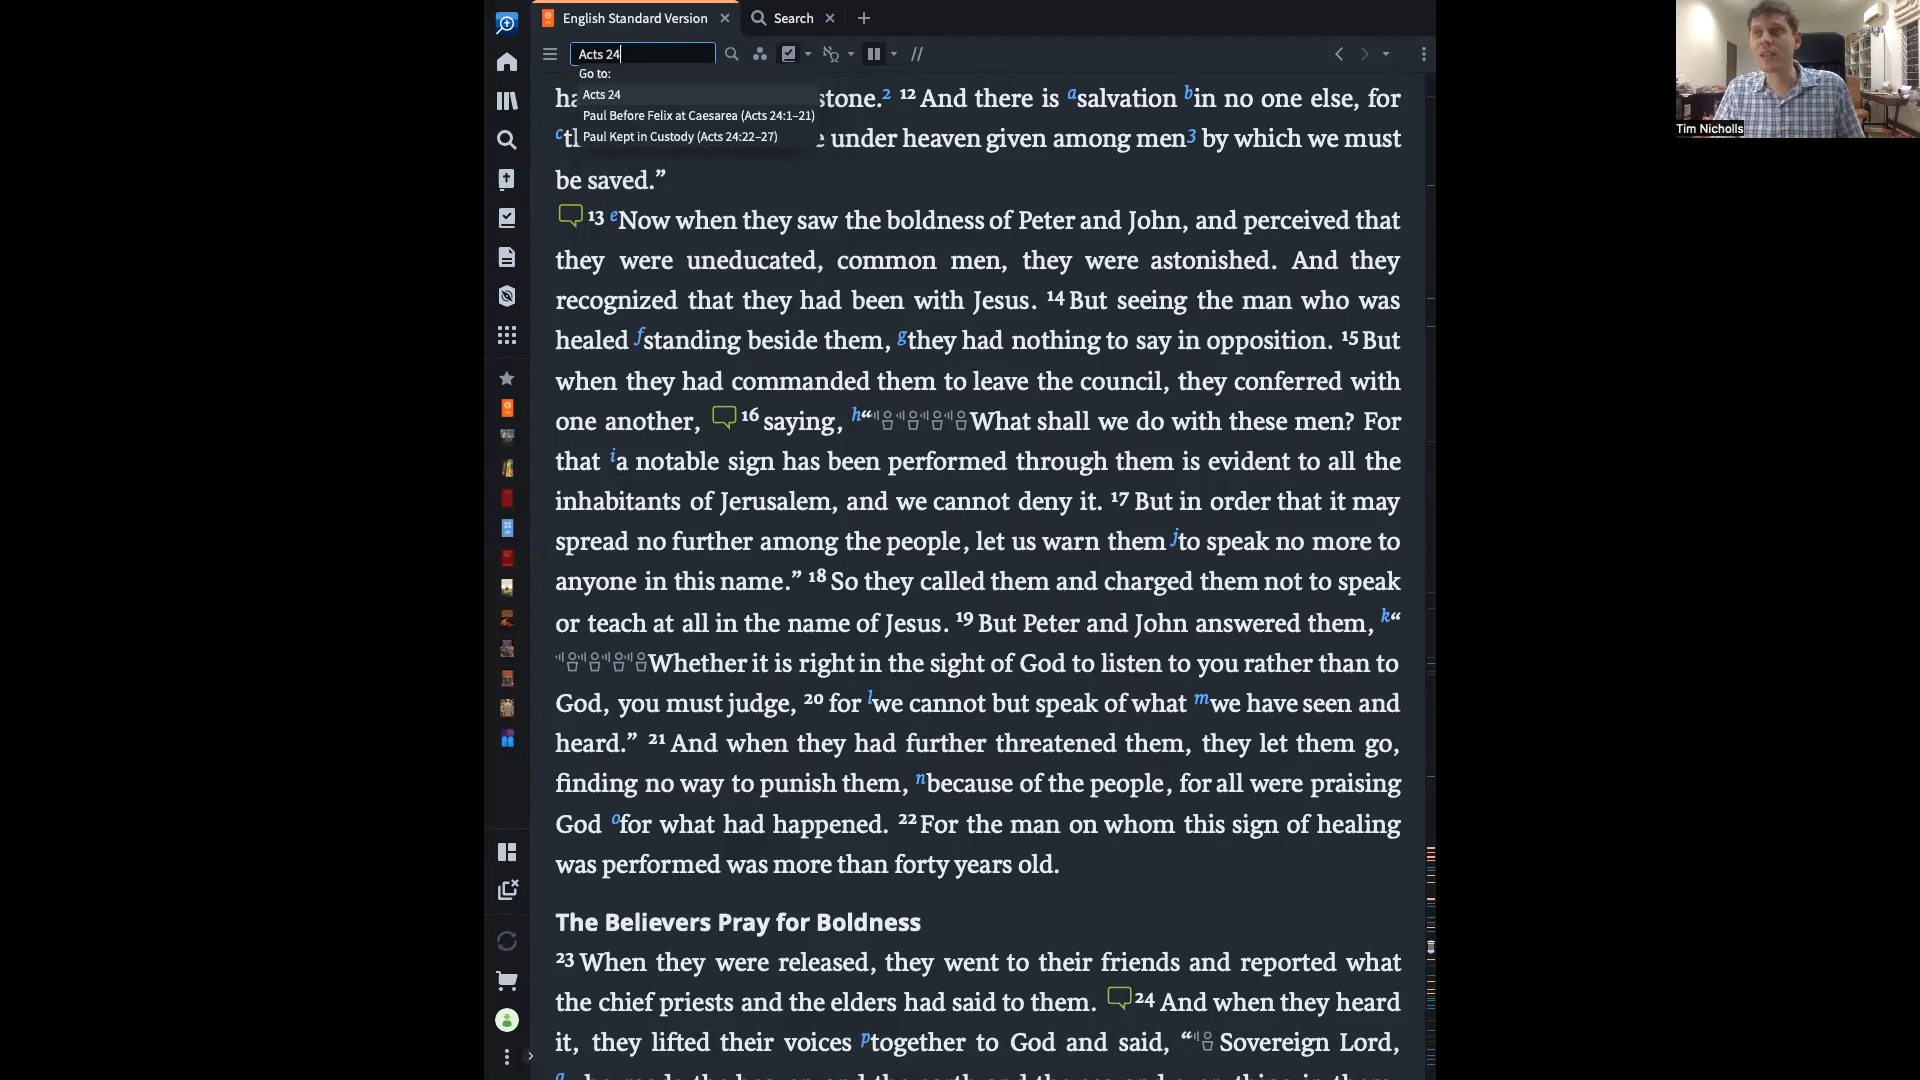 English Standard Version
Search
Acts 24
Go to:
Acts 24
Paul Before Felix at Caesarea (Acts 24:1–21)
Paul Kept in Custody (Acts 24:22–27)
Tim Nicholls
stone.2 12 And there is a salvation b in no one else, for
under heaven given among men3 by which we must
be saved.”
13 e Now when they saw the boldness of Peter and John, and perceived that
they were uneducated, common men, they were astonished. And they
recognized that they had been with Jesus. 14 But seeing the man who was
healed f standing beside them, g they had nothing to say in opposition. 15 But
when they had commanded them to leave the council, they conferred with
one another, 16 saying, h “What shall we do with these men? For
that i a notable sign has been performed through them is evident to all the
inhabitants of Jerusalem, and we cannot deny it. 17 But in order that it may
spread no further among the people, let us warn them j to speak no more to
anyone in this name.” 18 So they called them and charged them not to speak
or teach at all in the name of Jesus. 19 But Peter and John answered them, k “
Whether it is right in the sight of God to listen to you rather than to
God, you must judge, 20 for l we cannot but speak of what m we have seen and
heard.” 21 And when they had further threatened them, they let them go,
finding no way to punish them, n because of the people, for all were praising
God o for what had happened. 22 For the man on whom this sign of healing
was performed was more than forty years old.
The Believers Pray for Boldness
23 When they were released, they went to their friends and reported what
the chief priests and the elders had said to them. 24 And when they heard
it, they lifted their voices p together to God and said, “Sovereign Lord,